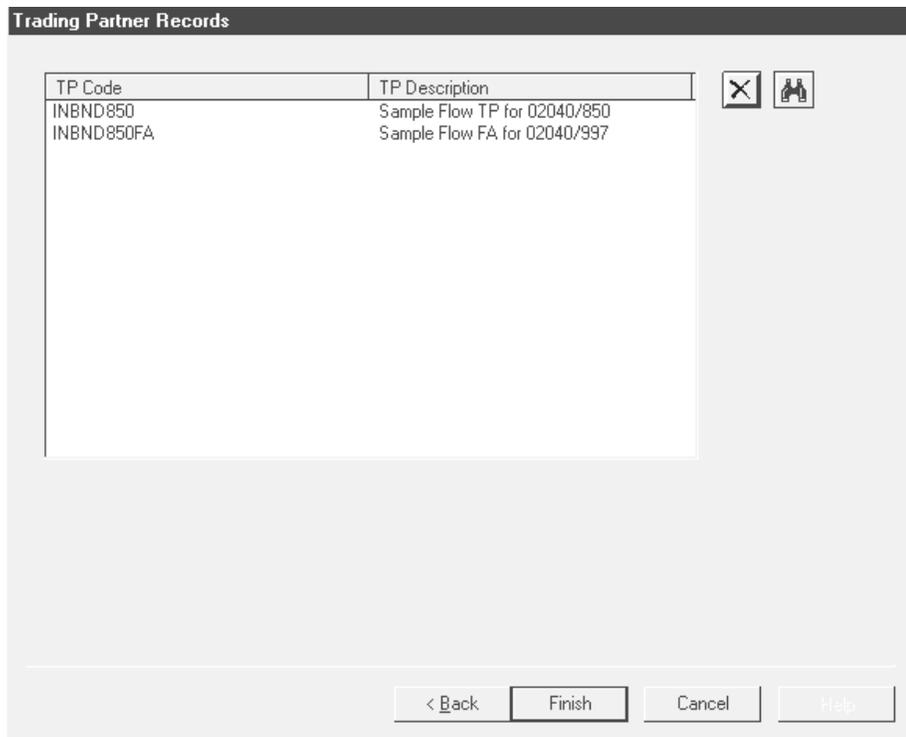 Trading Partner Records
TP Code TP Description
INBND850 Sample Flow TP for 02040/850
INBND850FA Sample Flow FA for 02040/997
< Back Finish Cancel Help